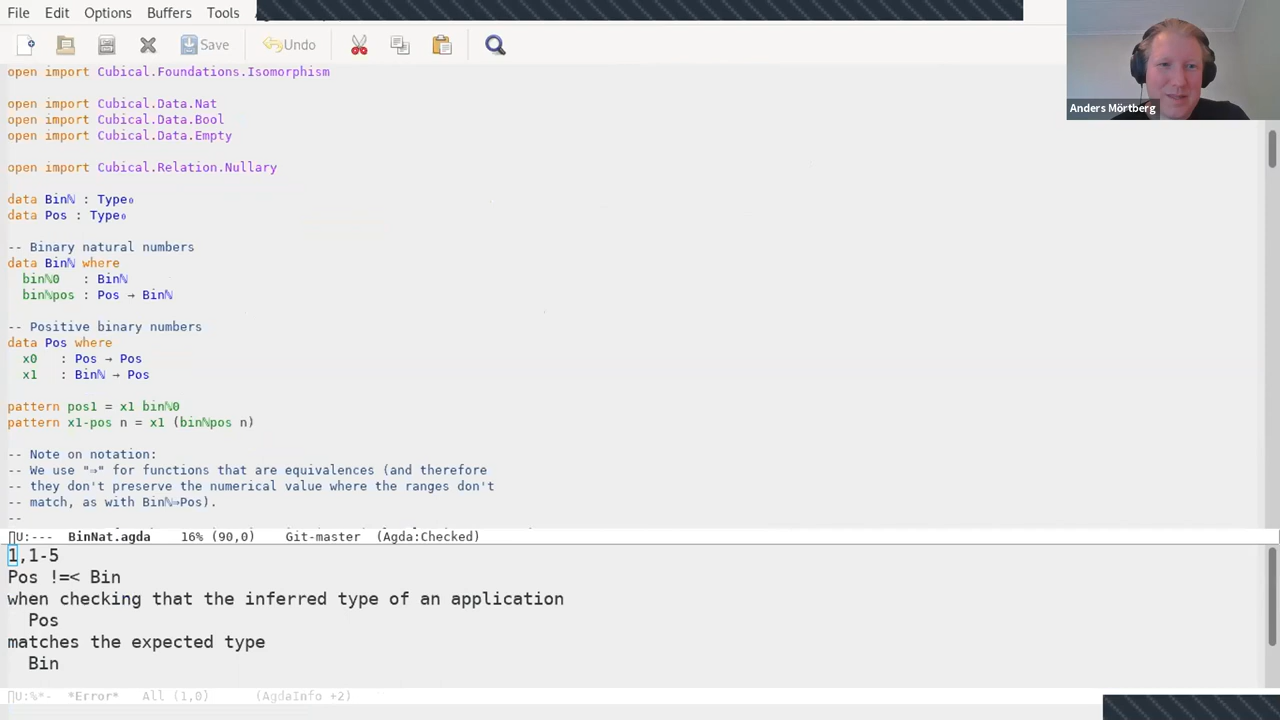 File Edit Options Buffers Tools
Save Undo
Anders Mörtberg
open import Cubical.Foundations.Isomorphism
open import Cubical.Data.Nat
open import Cubical.Data.Bool
open import Cubical.Data.Empty
open import Cubical.Relation.Nullary
data Binℕ : Type₀
data Pos : Type₀
-- Binary natural numbers
data Binℕ where
binℕ0 : Binℕ
binℕpos : Pos → Binℕ
-- Positive binary numbers
data Pos where
x0 : Pos → Pos
x1 : Binℕ → Pos
pattern pos1 = x1 binℕ0
pattern x1-pos n = x1 (binℕpos n)
-- Note on notation:
-- We use "⇒" for functions that are equivalences (and therefore
-- they don't preserve the numerical value where the ranges don't
-- match, as with Binℕ⇒Pos).
--
U:--- BinNat.agda 16% (90,0) Git-master (Agda:Checked)
1,1-5
Pos !=< Bin
when checking that the inferred type of an application
Pos
matches the expected type
Bin
U:%*- *Error* All (1,0) (AgdaInfo +2)